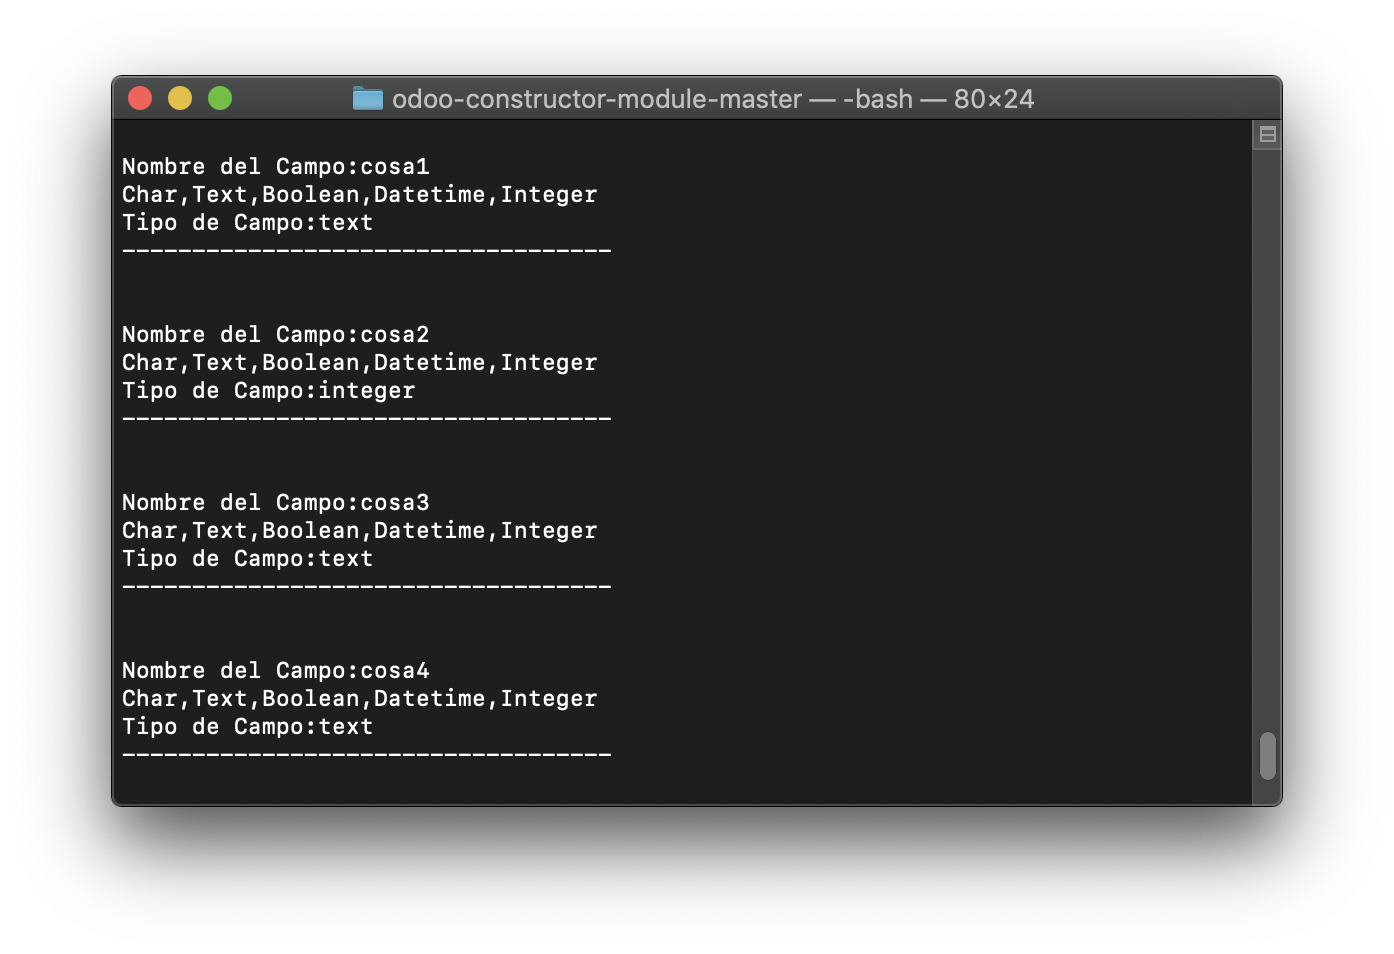 odoo-constructor-module-master — -bash — 80×24
Nombre del Campo:cosa1
Char,Text,Boolean,Datetime,Integer
Tipo de Campo:text
-----------------------------------
Nombre del Campo:cosa2
Char,Text,Boolean,Datetime,Integer
Tipo de Campo:integer
-----------------------------------
Nombre del Campo:cosa3
Char,Text,Boolean,Datetime,Integer
Tipo de Campo:text
-----------------------------------
Nombre del Campo:cosa4
Char,Text,Boolean,Datetime,Integer
Tipo de Campo:text
-----------------------------------